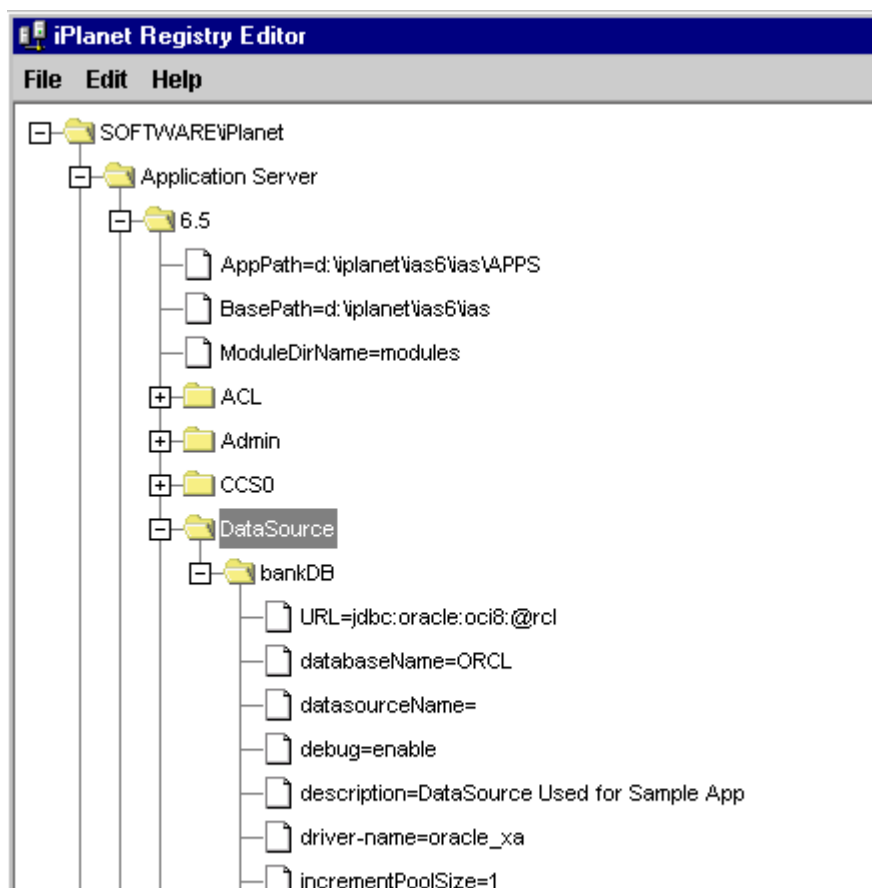 iPlanet Registry Editor
File Edit Help
SOFTWARE\iPlanet
Application Server
6.5
AppPath=d:\iplanet\ias6\ias\APPS
BasePath=d:\iplanet\ias6\ias
ModuleDirName=modules
ACL
Admin
CCS0
DataSource
bankDB
URL=jdbc:oracle:oci8:@rcl
databaseName=ORCL
datasourceName=
debug=enable
description=DataSource Used for Sample App
driver-name=oracle_xa
incrementPoolSize=1